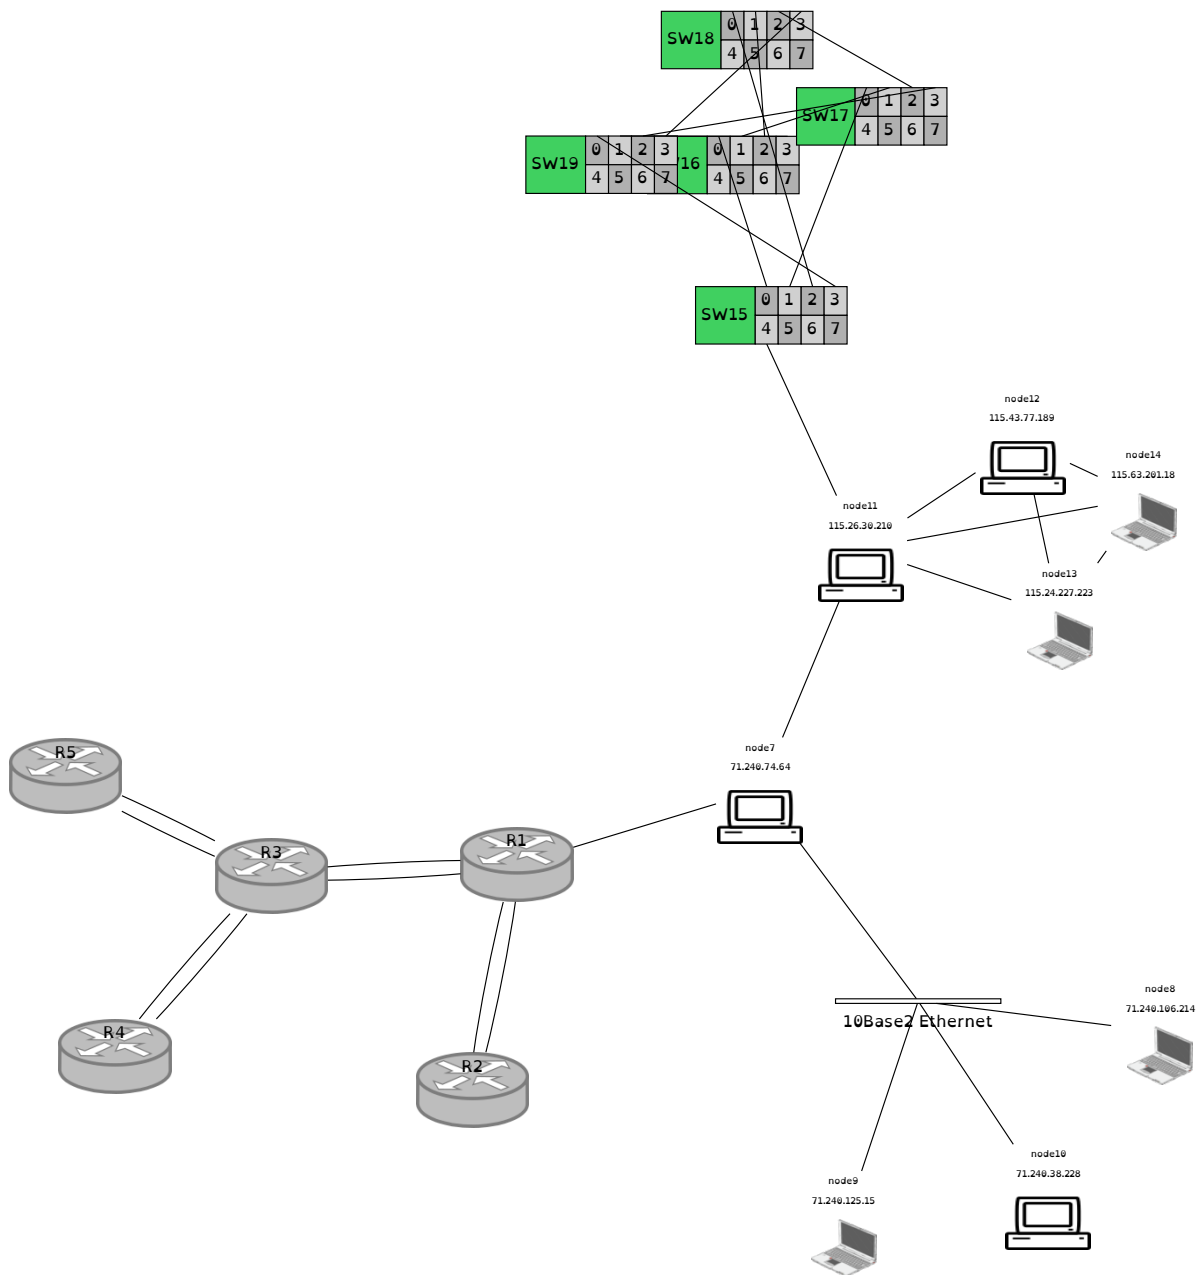 SW18
0 1 2 3
4 5 6 7
SW17
0 1 2 3
4 5 6 7
SW19
0 1 2 3
4 5 6 7
/16
0 1 2 3
4 5 6 7
SW15
0 1 2 3
4 5 6 7
node12
115.43.77.189
node14
115.63.201.18
node11
115.26.30.210
node13
115.24.227.223
node7
71.240.74.64
R5
R3
R1
R4
R2
10Base2 Ethernet
node8
71.240.106.214
node10
71.240.38.228
node9
71.240.125.15